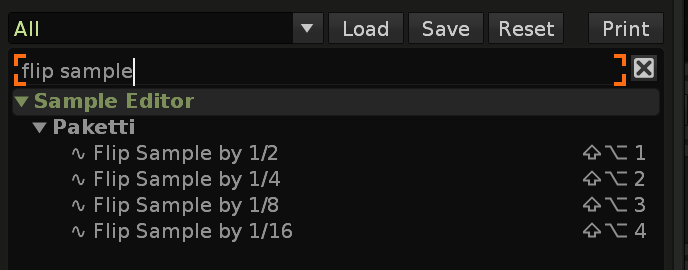 All Load Save Reset Print
flip sample
Sample Editor
Paketti
Flip Sample by 1/2 ⇧⌥ 1
Flip Sample by 1/4 ⇧⌥ 2
Flip Sample by 1/8 ⇧⌥ 3
Flip Sample by 1/16 ⇧⌥ 4